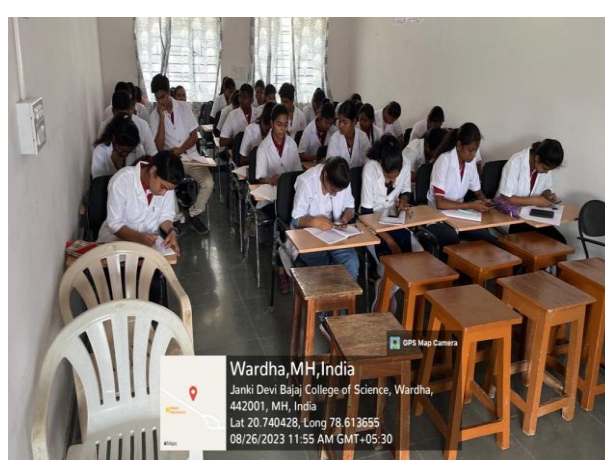 GPS Map Camera
Wardha,MH,India
Janki Devi Bajaj College of Science, Wardha,
442001, MH, India
Lat 20.740428, Long 78.613655
08/26/2023 11:55 AM GMT+05:30